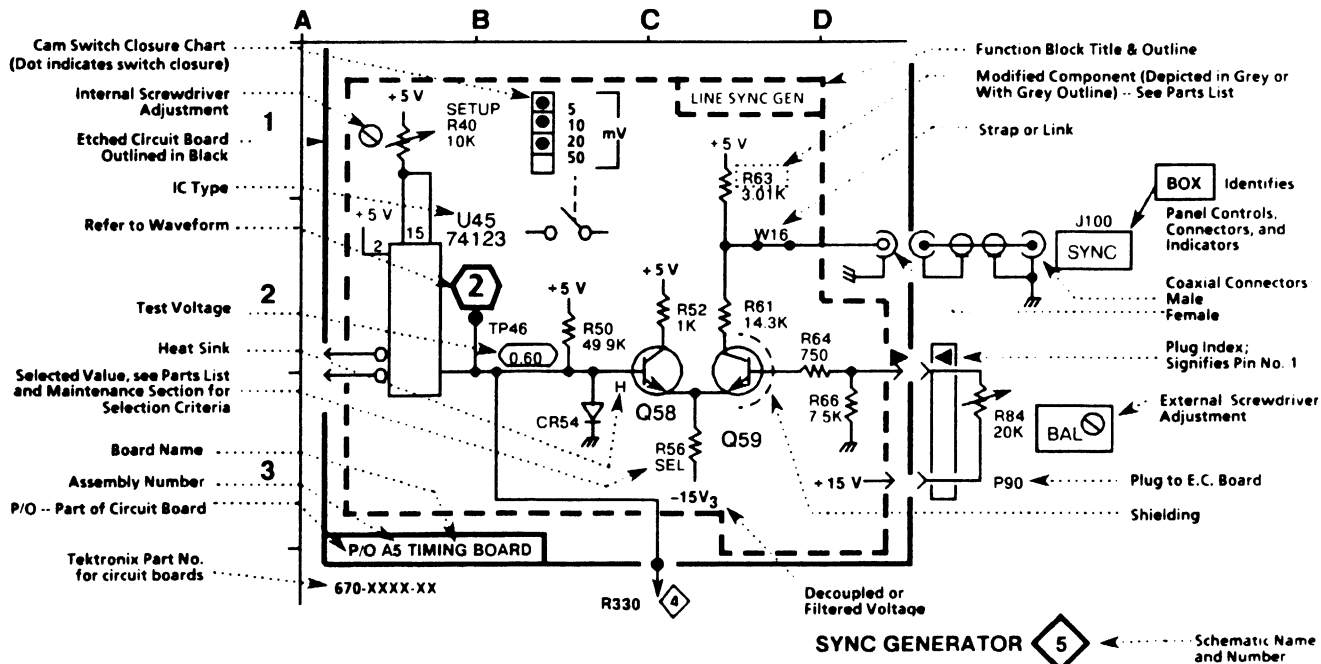 A B C D
Cam Switch Closure Chart
(Dot indicates switch closure)
Internal Screwdriver
Adjustment
Etched Circuit Board
Outlined in Black
IC Type
Refer to Waveform
Test Voltage
Heat Sink
Selected Value, see Parts List
and Maintenance Section for
Selection Criteria
Board Name
Assembly Number
P/O -- Part of Circuit Board
Tektronix Part No.
for circuit boards
1
2
3
+5 V
SETUP
R40
10K
5
10
20
50
mV
LINE SYNC GEN
+5 V
R63
3.01K
+5 V
15
2
U45
74123
W16
2
TP46
0.60
+5 V
R50
49.9K
+5 V
R52
1K
R61
14.3K
R64
750
H
CR54
Q58
Q59
R66
7.5K
R56
SEL
-15V3
+15 V
P/O A5 TIMING BOARD
670-XXXX-XX
R330
4
Function Block Title & Outline
Modified Component (Depicted in Grey or
With Grey Outline) -- See Parts List
Strap or Link
BOX Identifies
Panel Controls,
Connectors, and
Indicators
J100
SYNC
Coaxial Connectors
Male
Female
Plug Index;
Signifies Pin No. 1
R84
20K
BAL
External Screwdriver
Adjustment
P90
Plug to E.C. Board
Shielding
Decoupled or
Filtered Voltage
SYNC GENERATOR 5
Schematic Name
and Number